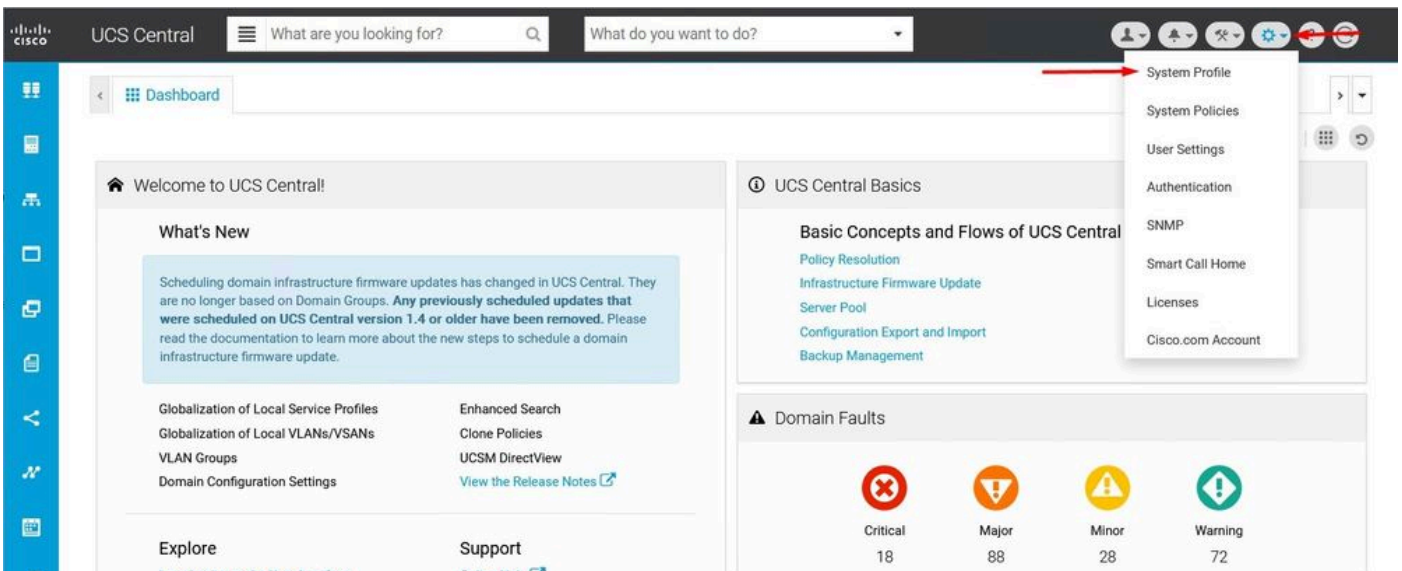 cisco
UCS Central
What are you looking for?
What do you want to do?
System Profile
System Policies
User Settings
Authentication
SNMP
Smart Call Home
Licenses
Cisco.com Account
Dashboard
Welcome to UCS Central!
What's New
Scheduling domain infrastructure firmware updates has changed in UCS Central. They
are no longer based on Domain Groups. Any previously scheduled updates that
were scheduled on UCS Central version 1.4 or older have been removed. Please
read the documentation to learn more about the new steps to schedule a domain
infrastructure firmware update.
Globalization of Local Service Profiles
Globalization of Local VLANs/VSANs
VLAN Groups
Domain Configuration Settings
Enhanced Search
Clone Policies
UCSM DirectView
View the Release Notes
Explore
Support
UCS Central Basics
Basic Concepts and Flows of UCS Central
Policy Resolution
Infrastructure Firmware Update
Server Pool
Configuration Export and Import
Backup Management
Domain Faults
Critical
18
Major
88
Minor
28
Warning
72